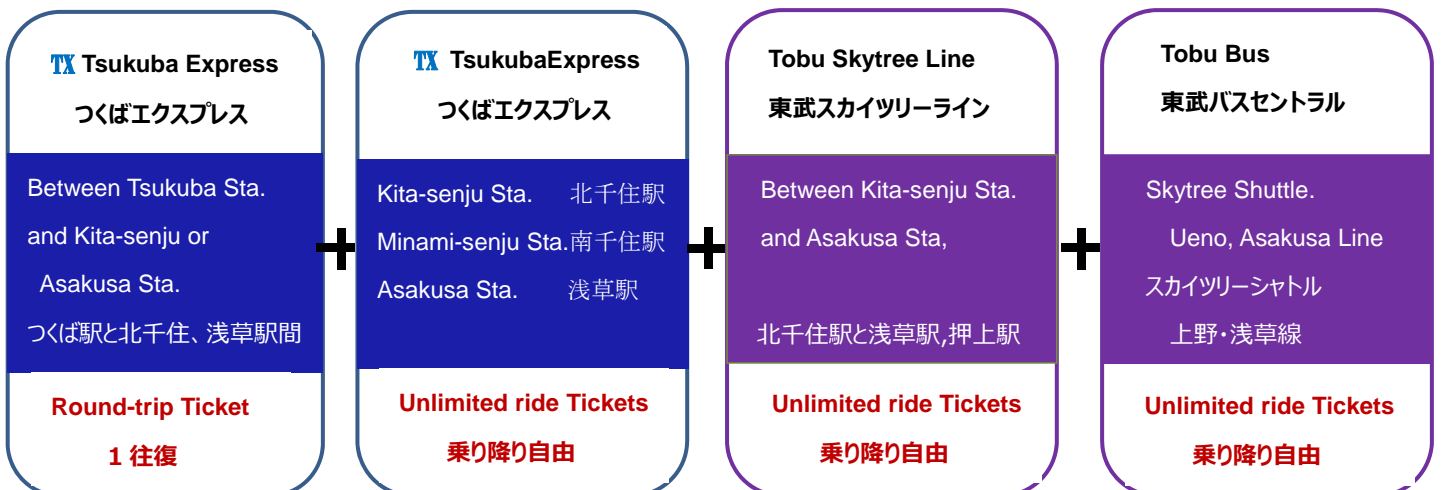 TX Tsukuba Express
つくばエクスプレス
Between Tsukuba Sta.
and Kita-senju or
Asakusa Sta.
つくば駅と北千住、浅草駅間
Round-trip Ticket
1 往復
+
TX TsukubaExpress
つくばエクスプレス
Kita-senju Sta. 北千住駅
Minami-senju Sta.南千住駅
Asakusa Sta. 浅草駅
Unlimited ride Tickets
乗り降り自由
+
Tobu Skytree Line
東武スカイツリーライン
Between Kita-senju Sta.
and Asakusa Sta,
北千住駅と浅草駅,押上駅
Unlimited ride Tickets
乗り降り自由
+
Tobu Bus
東武バスセントラル
Skytree Shuttle.
Ueno, Asakusa Line
スカイツリーシャトル
上野・浅草線
Unlimited ride Tickets
乗り降り自由